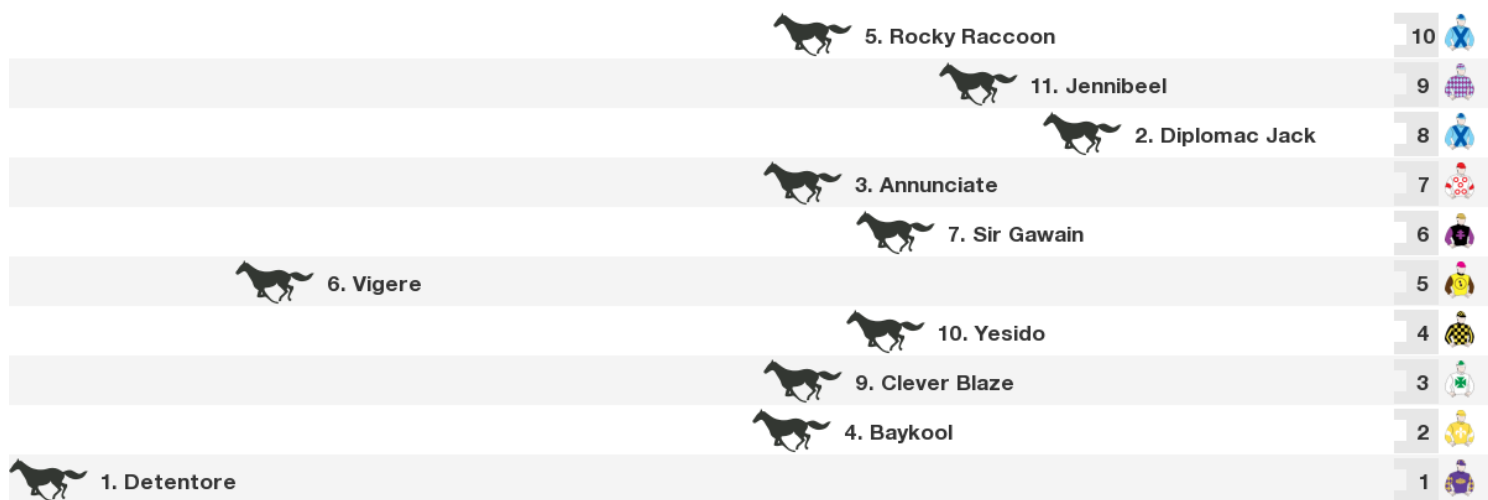 5. Rocky Raccoon 10
11. Jennibeel 9
2. Diplomac Jack 8
3. Annunciate 7
7. Sir Gawain 6
6. Vigere 5
10. Yesido 4
9. Clever Blaze 3
4. Baykool 2
1. Detentore 1